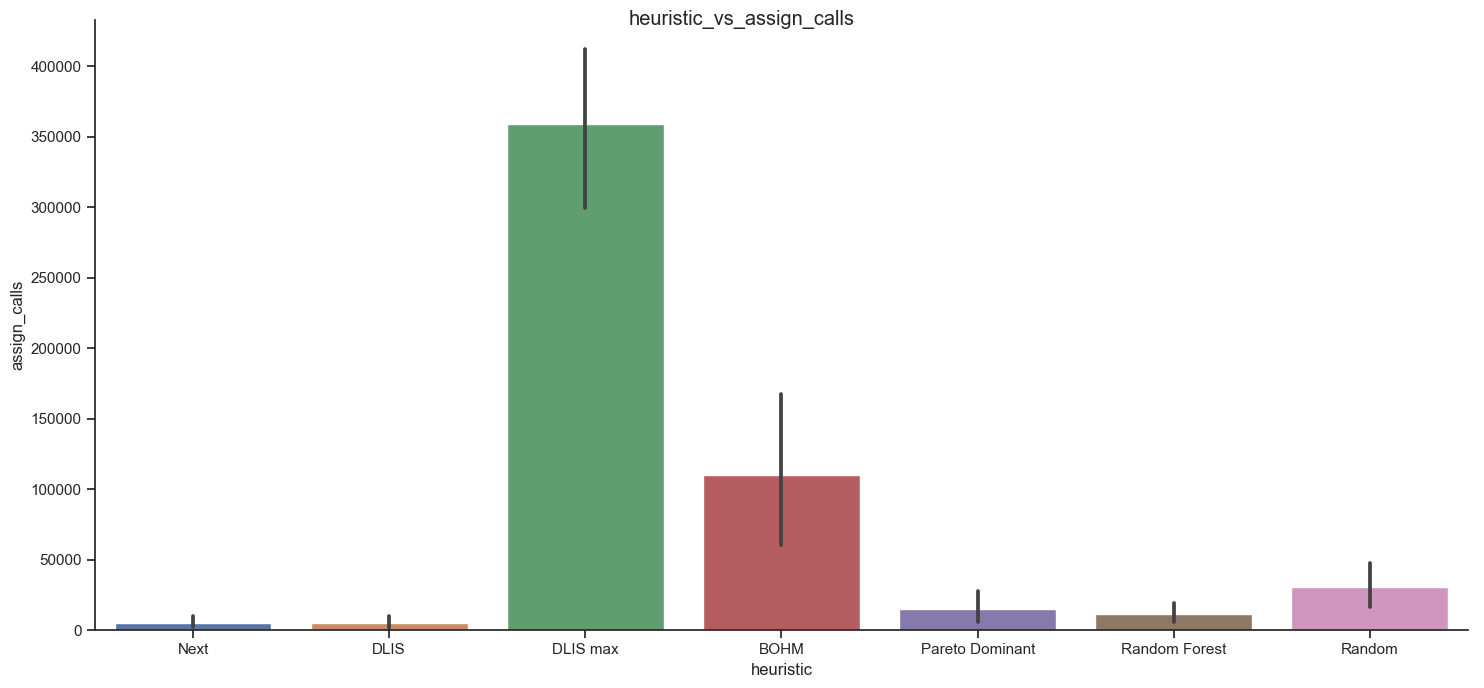 heuristic_vs_assign_calls
400000
350000
300000
250000
200000
150000
100000
50000
0
assign_calls
Next DLIS DLIS max BOHM Pareto Dominant Random Forest Random
heuristic